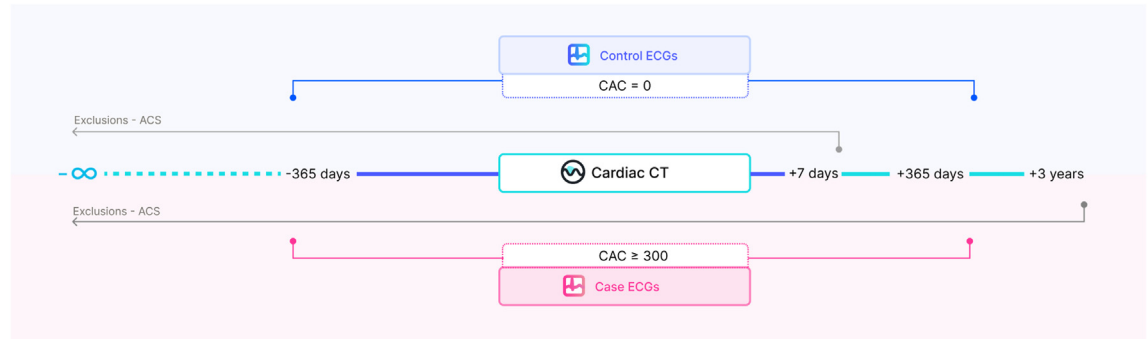 Control ECGs
CAC = 0
Exclusions - ACS
-∞ -365 days Cardiac CT +7 days +365 days +3 years
Exclusions - ACS
CAC ≥ 300
Case ECGs